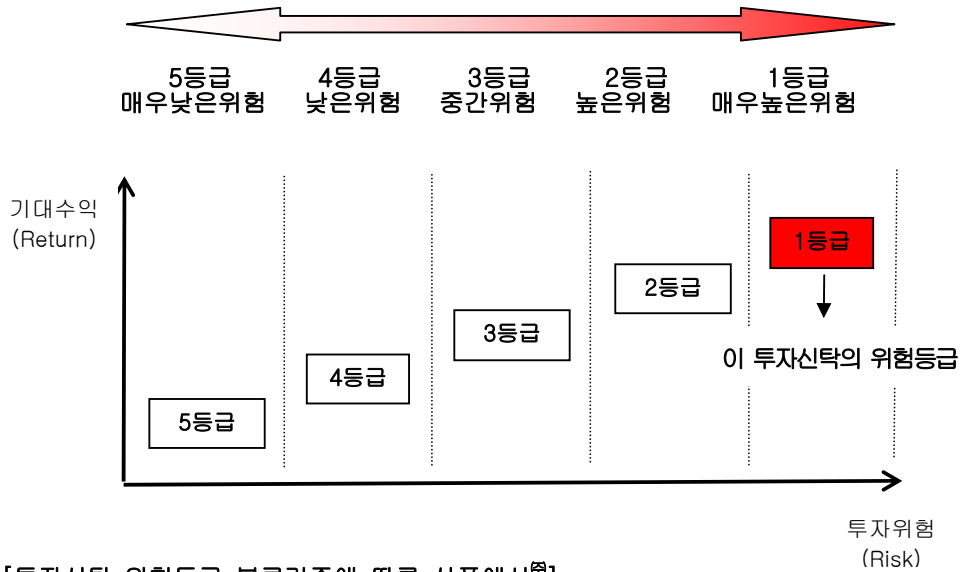 5등급 4등급 3등급 2등급 1등급
매우낮은위험 낮은위험 중간위험 높은위험 매우높은위험
기대수익
(Return)
1등급
2등급
3등급
이 투자신탁의 위험등급
4등급
5등급
투자위험
(Risk)